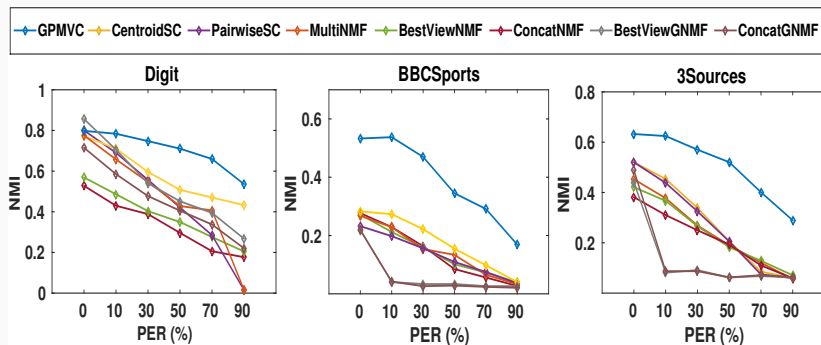 GPMVC CentroidSC PairwiseSC MultiNMF BestViewNMF ConcatNMF BestViewGNMF ConcatGNMF
Digit
NMI
1
0.8
0.6
0.4
0.2
0
0 10 30 50 70 90
PER (%)
BBCSports
NMI
0.6
0.4
0.2
0 10 30 50 70 90
PER (%)
3Sources
NMI
0.8
0.6
0.4
0.2
0 10 30 50 70 90
PER (%)